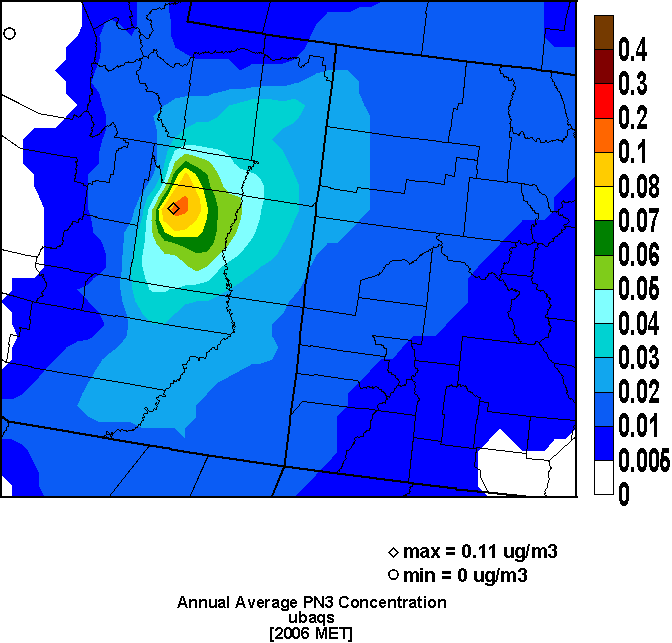 0.4
0.3
0.2
0.1
0.08
0.07
0.06
0.05
0.04
0.03
0.02
0.01
0.005
0
◇ max = 0.11 ug/m3
○ min = 0 ug/m3
Annual Average PN3 Concentration
ubaqs
[2006 MET]